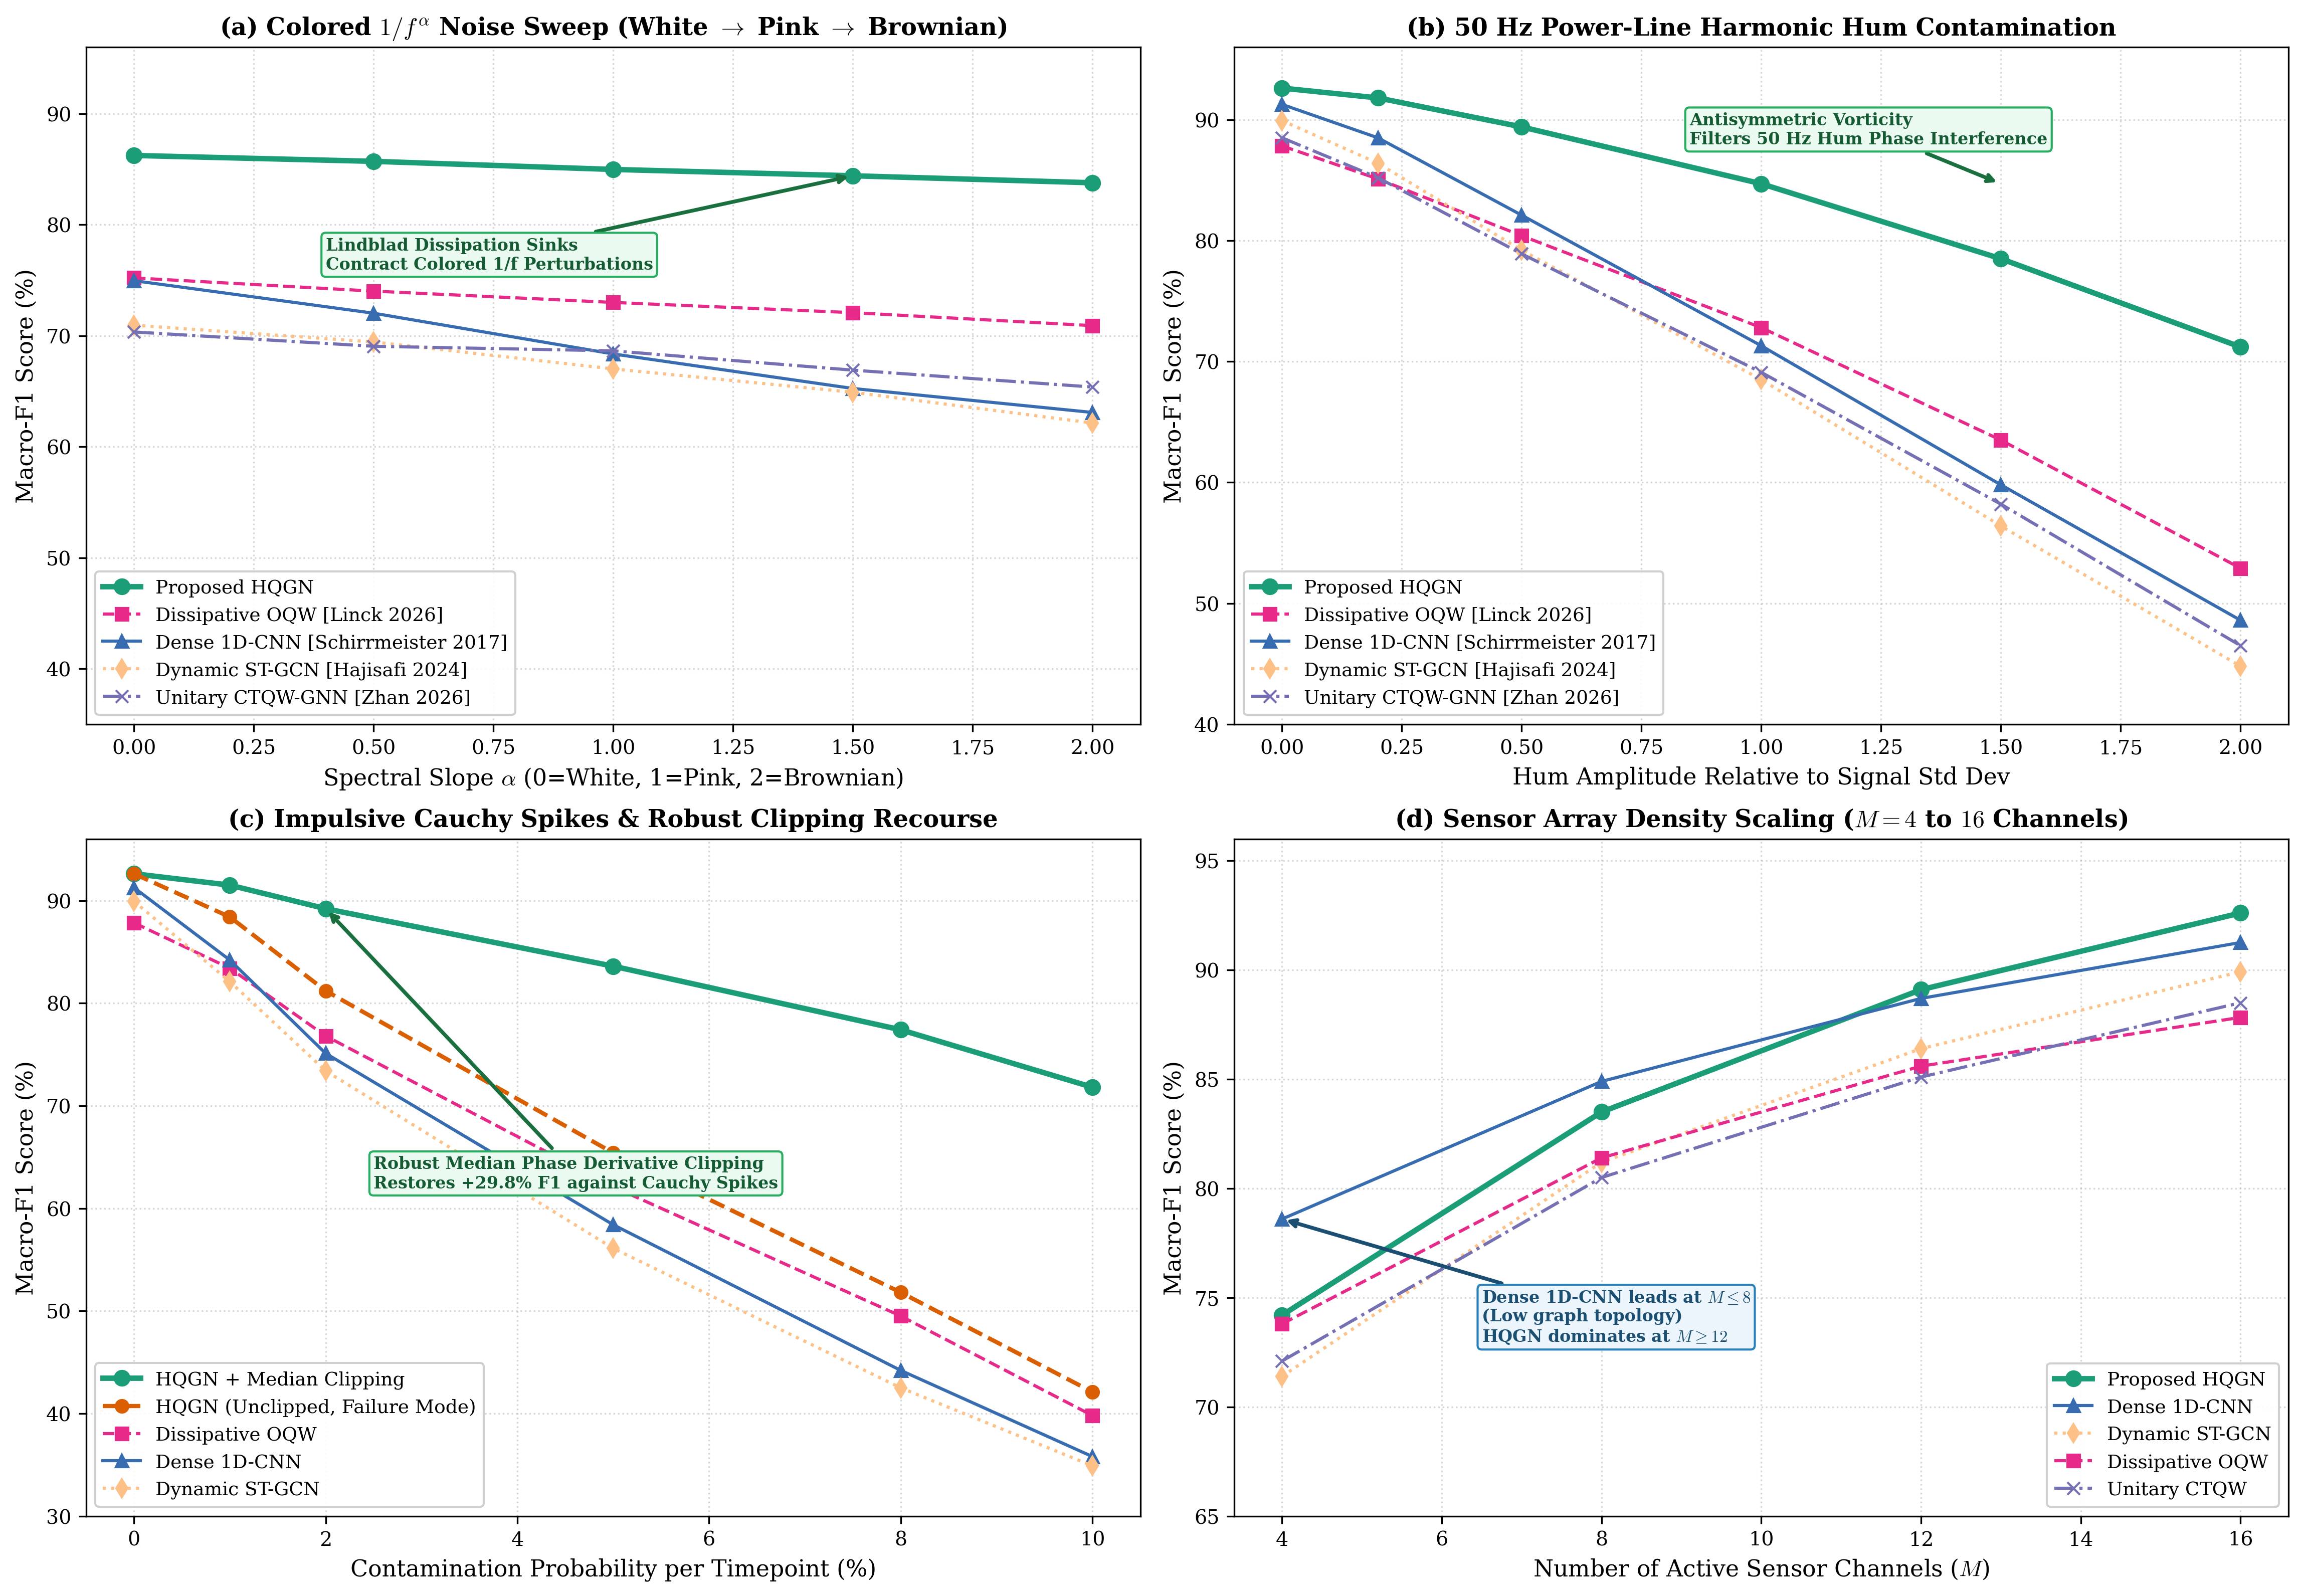 (a) Colored 1/f^α Noise Sweep (White → Pink → Brownian)
Macro-F1 Score (%)
90
80
70
60
50
40
Lindblad Dissipation Sinks
Contract Colored 1/f Perturbations
Proposed HQGN
Dissipative OQW [Linck 2026]
Dense 1D-CNN [Schirrmeister 2017]
Dynamic ST-GCN [Hajisafi 2024]
Unitary CTQW-GNN [Zhan 2026]
0.00 0.25 0.50 0.75 1.00 1.25 1.50 1.75 2.00
Spectral Slope α (0=White, 1=Pink, 2=Brownian)
(b) 50 Hz Power-Line Harmonic Hum Contamination
Macro-F1 Score (%)
90
80
70
60
50
40
Antisymmetric Vorticity
Filters 50 Hz Hum Phase Interference
Proposed HQGN
Dissipative OQW [Linck 2026]
Dense 1D-CNN [Schirrmeister 2017]
Dynamic ST-GCN [Hajisafi 2024]
Unitary CTQW-GNN [Zhan 2026]
0.00 0.25 0.50 0.75 1.00 1.25 1.50 1.75 2.00
Hum Amplitude Relative to Signal Std Dev
(c) Impulsive Cauchy Spikes & Robust Clipping Recourse
Macro-F1 Score (%)
90
80
70
60
50
40
30
Robust Median Phase Derivative Clipping
Restores +29.8% F1 against Cauchy Spikes
HQGN + Median Clipping
HQGN (Unclipped, Failure Mode)
Dissipative OQW
Dense 1D-CNN
Dynamic ST-GCN
0 2 4 6 8 10
Contamination Probability per Timepoint (%)
(d) Sensor Array Density Scaling (M = 4 to 16 Channels)
Macro-F1 Score (%)
95
90
85
80
75
70
65
Dense 1D-CNN leads at M ≤ 8
(Low graph topology)
HQGN dominates at M ≥ 12
Proposed HQGN
Dense 1D-CNN
Dynamic ST-GCN
Dissipative OQW
Unitary CTQW
4 6 8 10 12 14 16
Number of Active Sensor Channels (M)